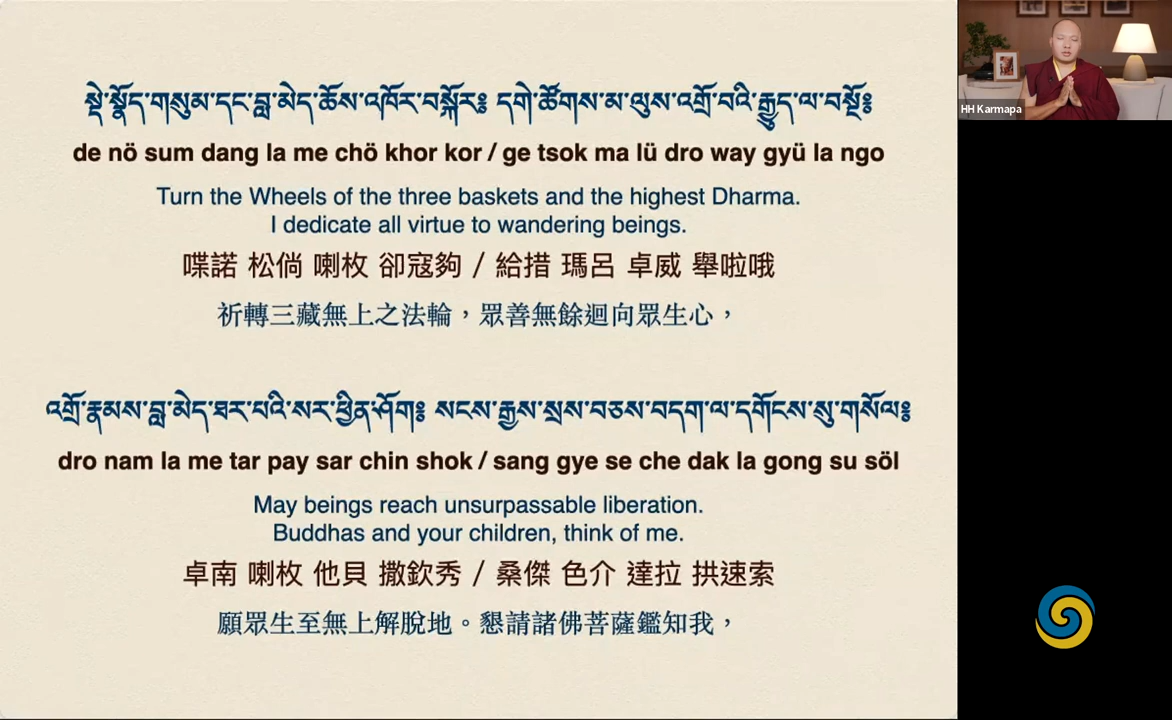 སྡེ་སྣོད་གསུམ་དང་བླ་མེད་ཆོས་འཁོར་བསྐོར༔ དགེ་ཚོགས་མ་ལུས་འགྲོ་བའི་རྒྱུད་ལ་བསྔོ༔
de nö sum dang la me chö khor kor / ge tsok ma lü dro way gyü la ngo
Turn the Wheels of the three baskets and the highest Dharma.
I dedicate all virtue to wandering beings.
喋諾 松倘 喇枚 卻寇夠 / 給措 瑪呂 卓威 舉啦哦
祈轉三藏無上之法輪，眾善無餘迴向眾生心，
འགྲོ་རྣམས་བླ་མེད་ཐར་པའི་སར་ཕྱིན་ཤོག༔ སངས་རྒྱས་སྲས་བཅས་བདག་ལ་དགོངས་སུ་གསོལ༔
dro nam la me tar pay sar chin shok / sang gye se che dak la gong su söl
May beings reach unsurpassable liberation.
Buddhas and your children, think of me.
卓南 喇枚 他貝 撒欽秀 / 桑傑 色介 達拉 拱速索
願眾生至無上解脫地。懇請諸佛菩薩鑑知我，
HH Karmapa